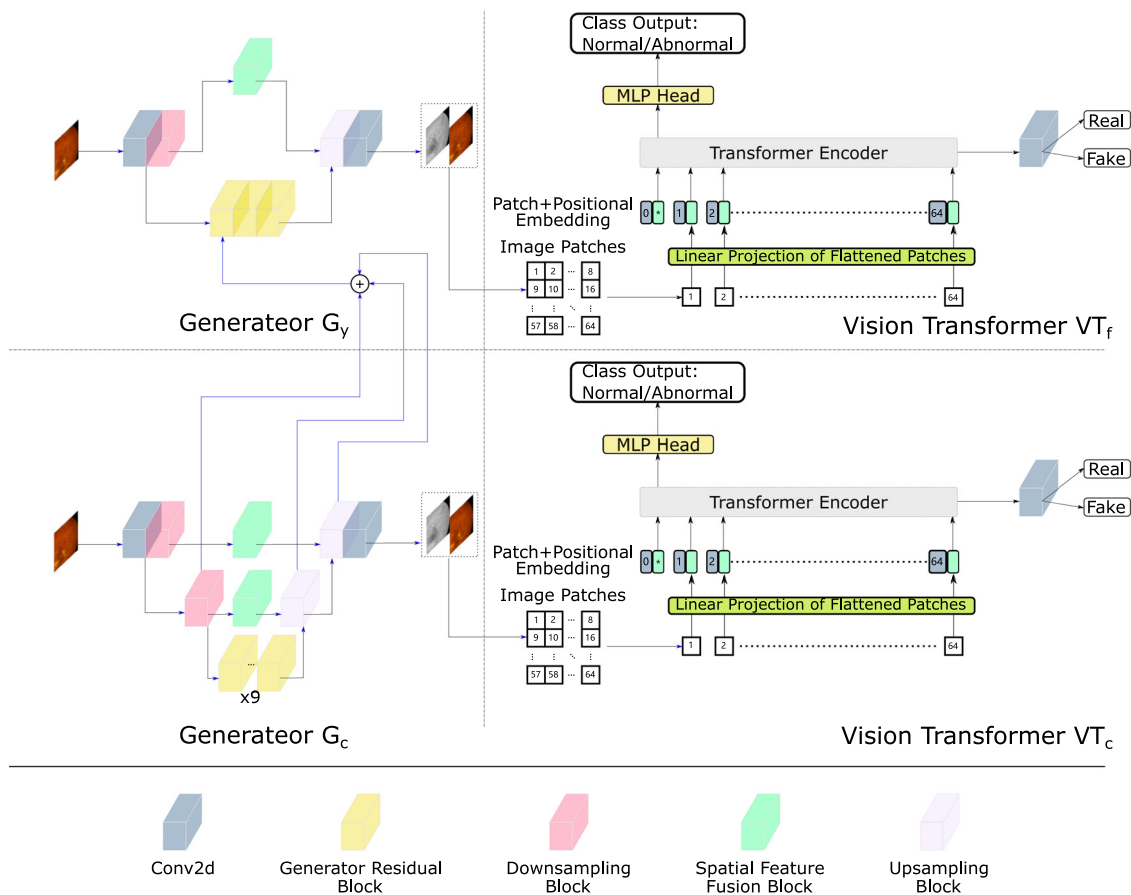 Class Output:
Normal/Abnormal
MLP Head
Transformer Encoder
Real
Fake
Patch+Positional
Embedding
0 * 1 2 64
Linear Projection of Flattened Patches
Image Patches
1 2 ... 8
9 10 ... 16
57 58 ... 64
1 2 64
+
Generateor Gy
Vision Transformer VTf
Class Output:
Normal/Abnormal
MLP Head
Transformer Encoder
Real
Fake
Patch+Positional
Embedding
0 * 1 2 64
Linear Projection of Flattened Patches
Image Patches
1 2 ... 8
9 10 ... 16
57 58 ... 64
1 2 64
...
x9
Generateor Gc
Vision Transformer VTc
Conv2d
Generator Residual
Block
Downsampling
Block
Spatial Feature
Fusion Block
Upsampling
Block